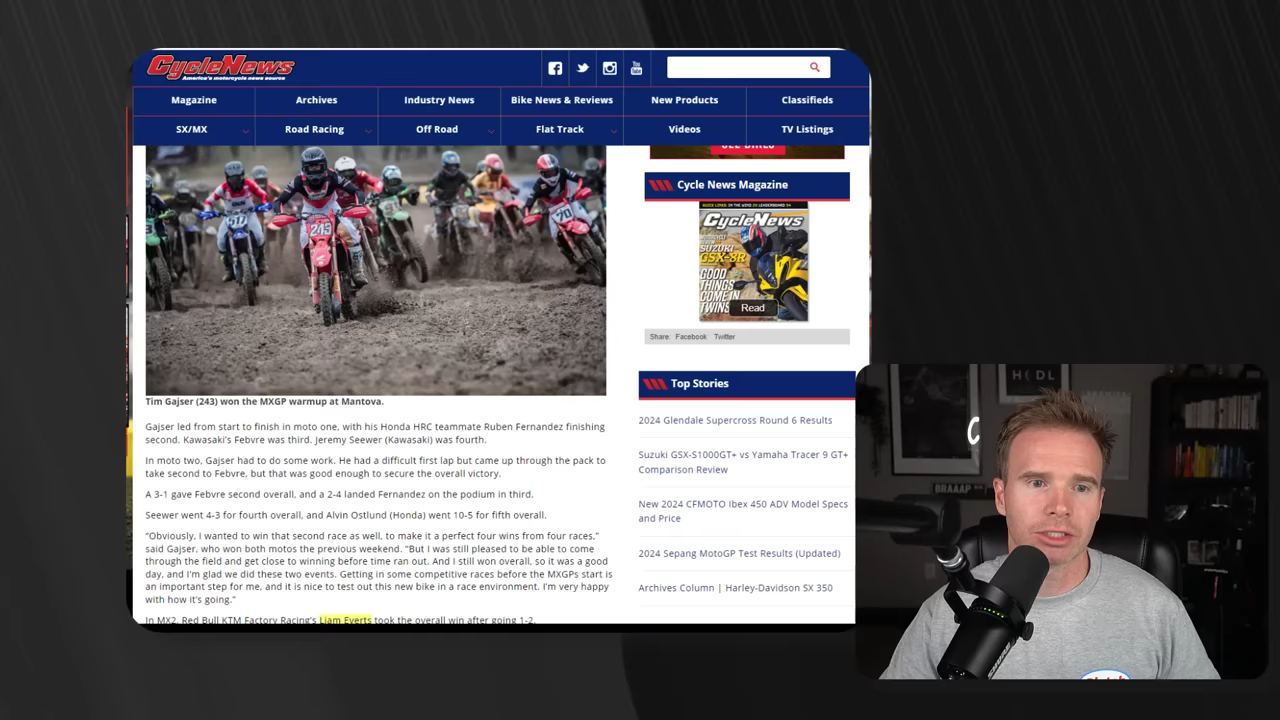 CycleNews
America's motorcycle news source
You
Tube
Magazine
Archives
Industry News
Bike News & Reviews
New Products
Classifieds
SX/MX
Road Racing
Off Road
Flat Track
Videos
TV Listings
243
70
Tim Gajser (243) won the MXGP warmup at Mantova.
Gajser led from start to finish in moto one, with his Honda HRC teammate Ruben Fernandez finishing
second. Kawasaki's Febvre was third. Jeremy Seewer (Kawasaki) was fourth.
In moto two, Gajser had to do some work. He had a difficult first lap but came up through the pack to
take second to Febvre, but that was good enough to secure the overall victory.
A 3-1 gave Febvre second overall, and a 2-4 landed Fernandez on the podium in third.
Seewer went 4-3 for fourth overall, and Alvin Ostlund (Honda) went 10-5 for fifth overall.
“Obviously, I wanted to win that second race as well, to make it a perfect four wins from four races,”
said Gajser, who won both motos the previous weekend. “But I was still pleased to be able to come
through the field and get close to winning before time ran out. And I still won overall, so it was a good
day, and I'm glad we did these two events. Getting in some competitive races before the MXGPs start is
an important step for me, and it is nice to test out this new bike in a race environment. I'm very happy
with how it's going.”
In MX2, Red Bull KTM Factory Racing's Liam Everts took the overall win after going 1-2.
Cycle News Magazine
CycleNews
SUZUKI
GSX-8R
GOOD
THINGS
COME IN
TWINS
Read
Share: Facebook Twitter
Top Stories
2024 Glendale Supercross Round 6 Results
Suzuki GSX-S1000GT+ vs Yamaha Tracer 9 GT+
Comparison Review
New 2024 CFMOTO Ibex 450 ADV Model Specs
and Price
2024 Sepang MotoGP Test Results (Updated)
Archives Column | Harley-Davidson SX 350
HODL
BRAAAP